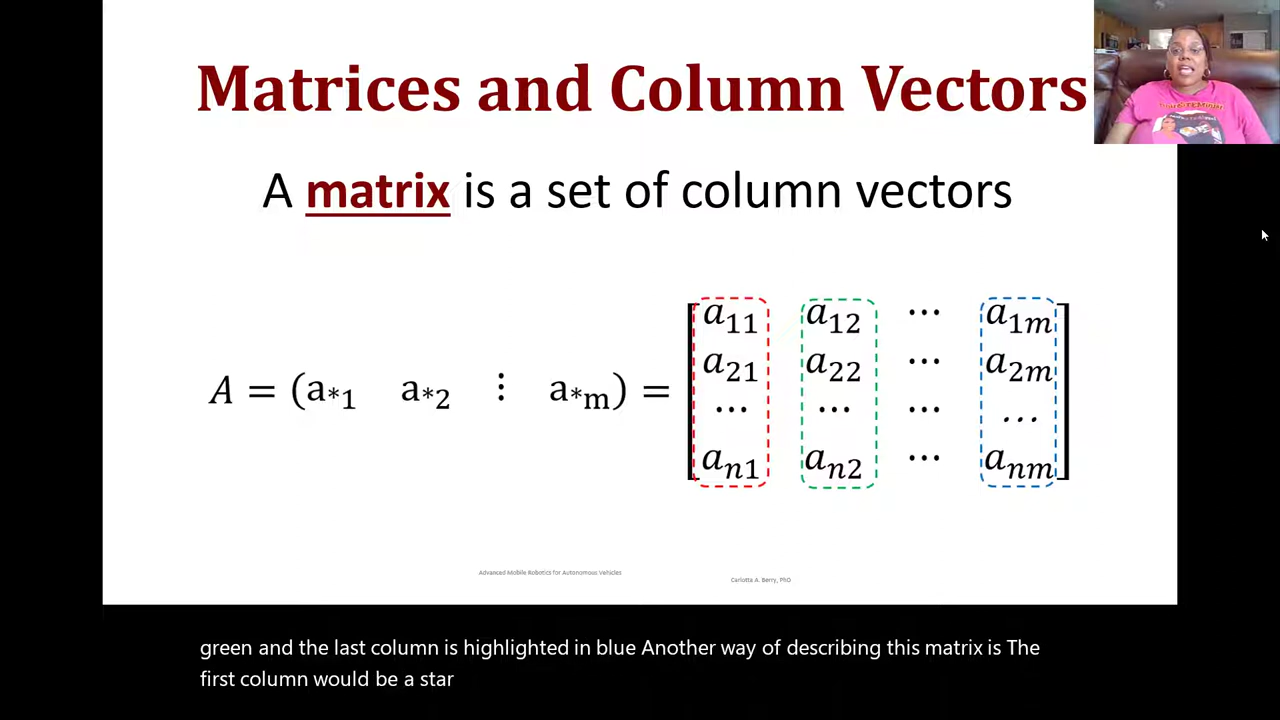 Matrices and Column Vectors
A matrix is a set of column vectors
A = (a*1 a*2 ⋮ a*m) =
a11 a12 ⋯ a1m
a21 a22 ⋯ a2m
⋯ ⋯ ⋯ ⋯
an1 an2 ⋯ anm
Advanced Mobile Robotics for Autonomous Vehicles
Carlotta A. Berry, PhD
green and the last column is highlighted in blue Another way of describing this matrix is The
first column would be a star